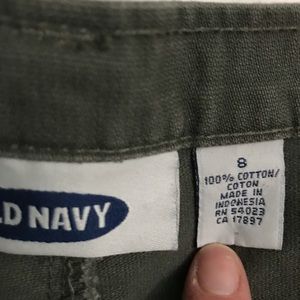 LD NAVY
8
100% COTTON/
COTON
MADE IN
INDONESIA
RN 54023
CA 17897